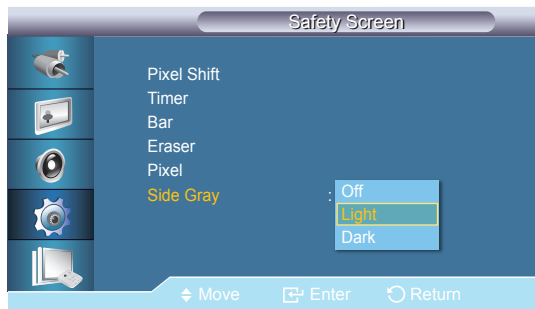 Safety Screen
Pixel Shift
Timer
Bar
Eraser
Pixel
Side Gray : Off
Light
Dark
Move Enter Return